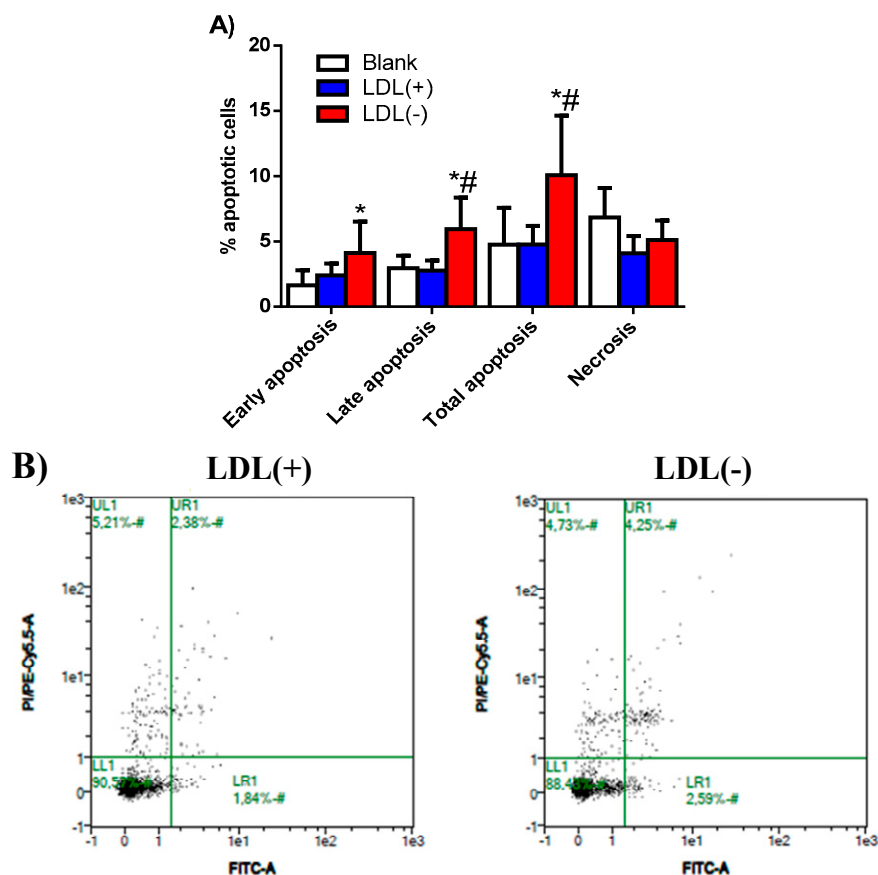 A)
20
15
10
5
0
% apoptotic cells
Blank
LDL(+)
LDL(-)
*
*#
*#
Early apoptosis
Late apoptosis
Total apoptosis
Necrosis
B)
LDL(+)
LDL(-)
1e3
1e2
1e1
1
0
-1
PI/PE-Cy5.5-A
UL1
5,21%-#
UR1
2,38%-#
LL1
LR1
1,84%-#
-1 0 1 1e1 1e2 1e3
FITC-A
1e3
1e2
1e1
1
0
-1
PI/PE-Cy5.5-A
UL1
4,73%-#
UR1
4,25%-#
LL1
LR1
2,59%-#
-1 0 1 1e1 1e2 1e3
FITC-A